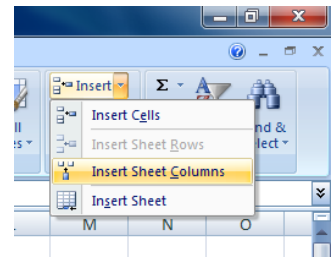 Insert Σ
Insert Cells
Insert Sheet Rows
Insert Sheet Columns
Insert Sheet
M N O